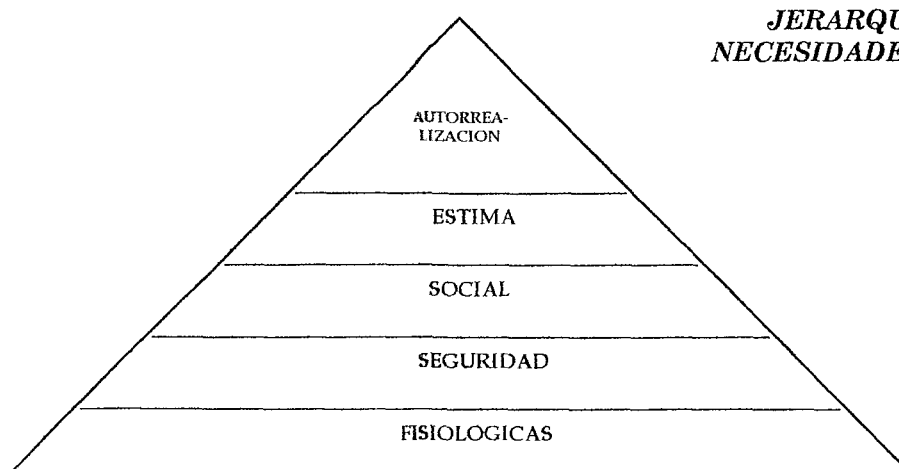 JERARQU
NECESIDADE
AUTORREA-
LIZACION
ESTIMA
SOCIAL
SEGURIDAD
FISIOLOGICAS